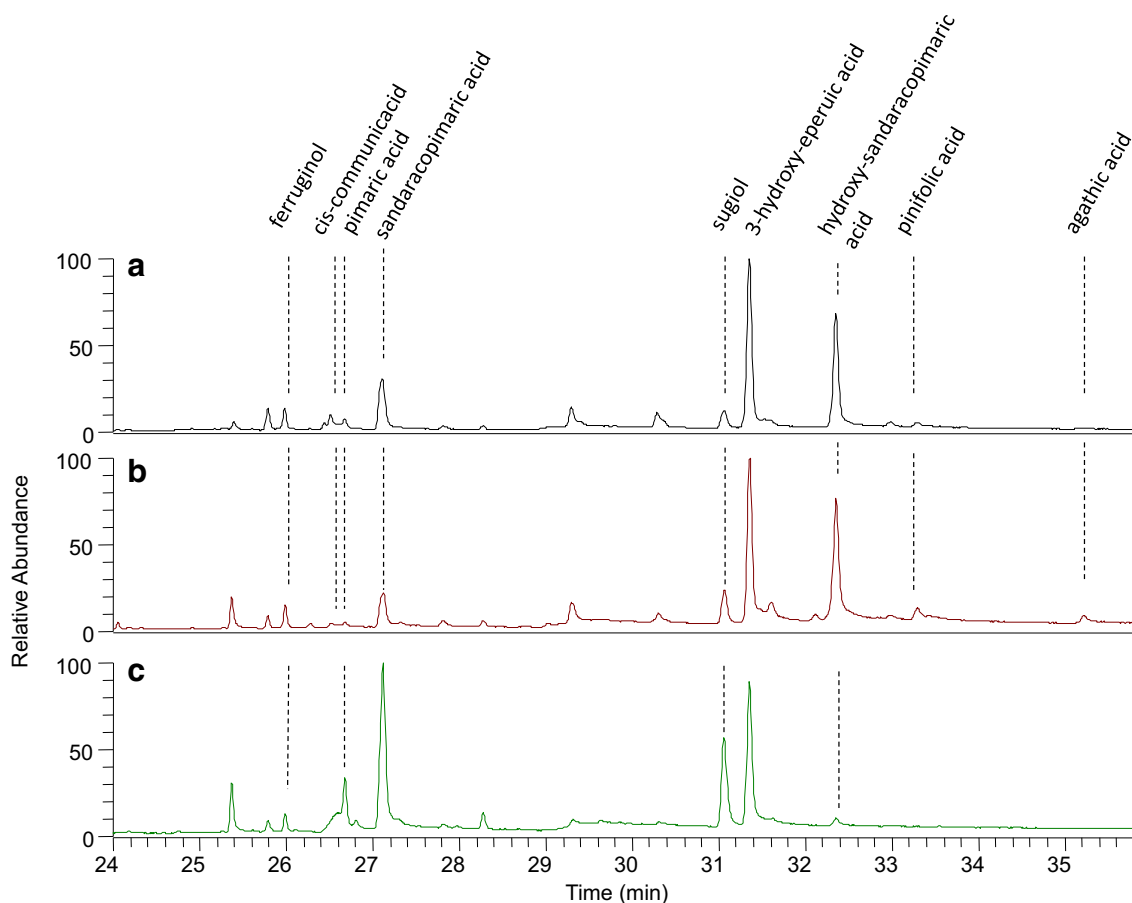 ferruginol
cis-communicacid
pimaric acid
sandaracopimaric acid
sugiol
3-hydroxy-eperuic acid
hydroxy-sandaracopimaric
acid
pinifolic acid
agathic acid
a
100
50
0
b
100
50
0
c
100
50
0
Relative Abundance
24 25 26 27 28 29 30 31 32 33 34 35
Time (min)